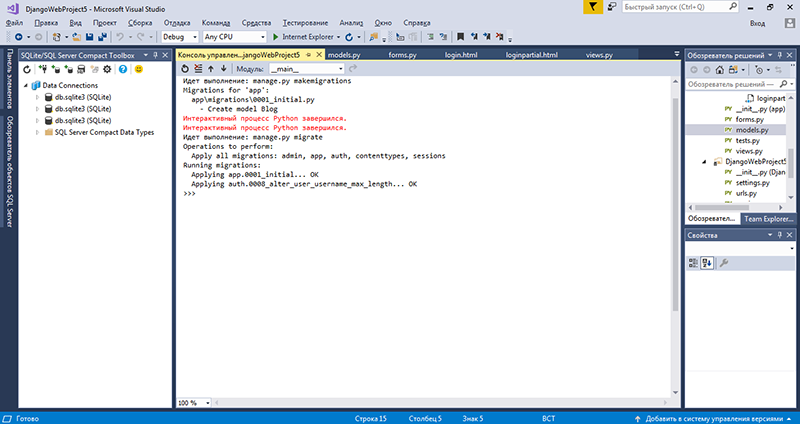 DjangoWebProject5 - Microsoft Visual Studio
Быстрый запуск (Ctrl+Q)
Файл Правка Вид Проект Сборка Отладка Команда Средства Тестирование Анализ Окно Справка
Вход
Debug Any CPU Internet Explorer
Панель элементов
Обозреватель объектов SQL Server
SQLite/SQL Server Compact Toolbox
Data Connections
db.sqlite3 (SQLite)
db.sqlite3 (SQLite)
db.sqlite3 (SQLite)
SQL Server Compact Data Types
Консоль управлен...jangoWebProject5 models.py forms.py login.html loginpartial.html views.py
Модуль: __main__
Идет выполнение: manage.py makemigrations
Migrations for 'app':
app\migrations\0001_initial.py
- Create model Blog
Интерактивный процесс Python завершился.
Интерактивный процесс Python завершился.
Идет выполнение: manage.py migrate
Operations to perform:
Apply all migrations: admin, app, auth, contenttypes, sessions
Running migrations:
Applying app.0001_initial... OK
Applying auth.0008_alter_user_username_max_length... OK
>>>
100 %
Обозреватель решений
Обозреватель решений —
loginpart
__init__.py (app)
forms.py
models.py
tests.py
views.py
DjangoWebProject5
__init__.py (Djan
settings.py
urls.py
Обозревател... Team Explorer...
Свойства
Готово Строка 15 Столбец 5 Знак 5 ВСТ Добавить в систему управления версиями